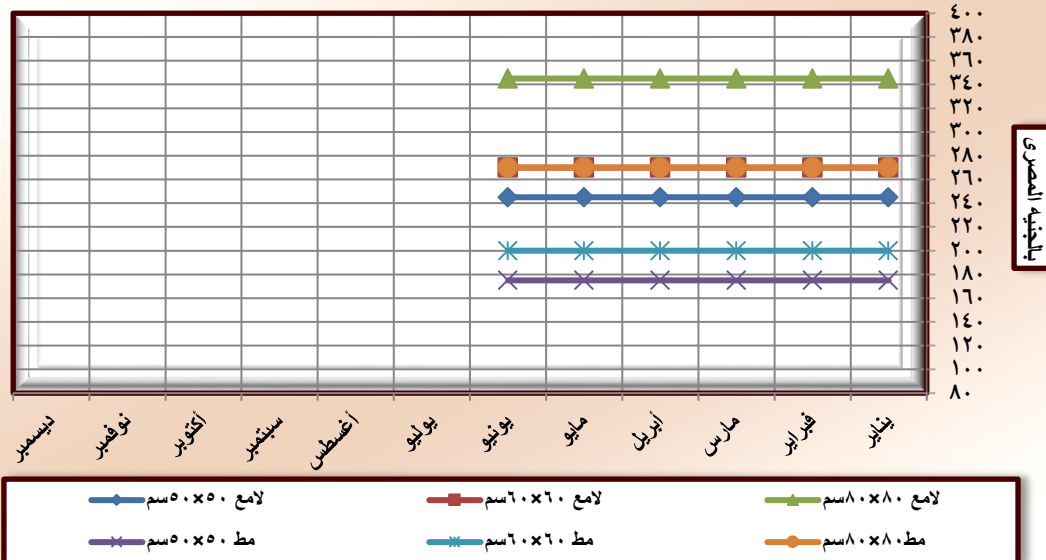 ٤٠٠
٣٨٠
٣٦٠
٣٤٠
٣٢٠
٣٠٠
٢٨٠
٢٦٠
٢٤٠
٢٢٠
٢٠٠
١٨٠
١٦٠
١٤٠
١٢٠
١٠٠
٨٠
بالجنيه المصرى
يناير
فبراير
مارس
أبريل
مايو
يونيو
يوليو
أغسطس
سبتمبر
أكتوبر
نوفمبر
ديسمبر
لامع ٨٠×٨٠سم
لامع ٦٠×٦٠سم
لامع ٥٠×٥٠سم
مط٨٠×٨٠سم
مط ٦٠×٦٠سم
مط ٥٠×٥٠سم